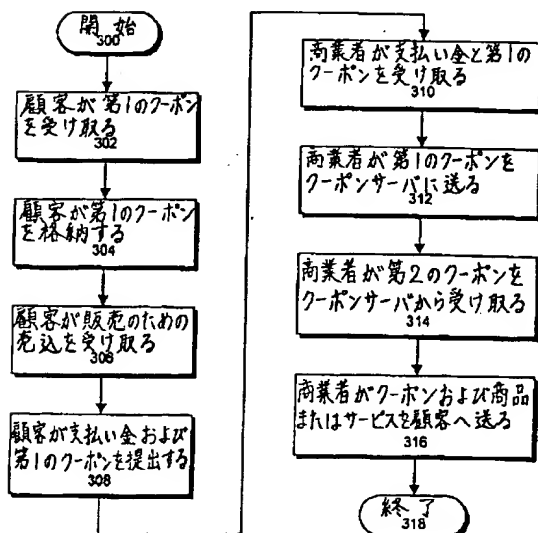 開始
300
顧客が第1のクーポン
を受け取る
302
顧客が第1のクーポン
を格納する
304
顧客が販売のための
売込を受け取る
306
顧客が支払い金および
第1のクーポンを提出する
308
商業者が支払い金と第1の
クーポンを受け取る
310
商業者が第1のクーポンを
クーポンサーバに送る
312
商業者が第2のクーポンを
クーポンサーバから受け取る
314
商業者がクーポンおよび商品
またはサービスを顧客へ送る
316
終了
318